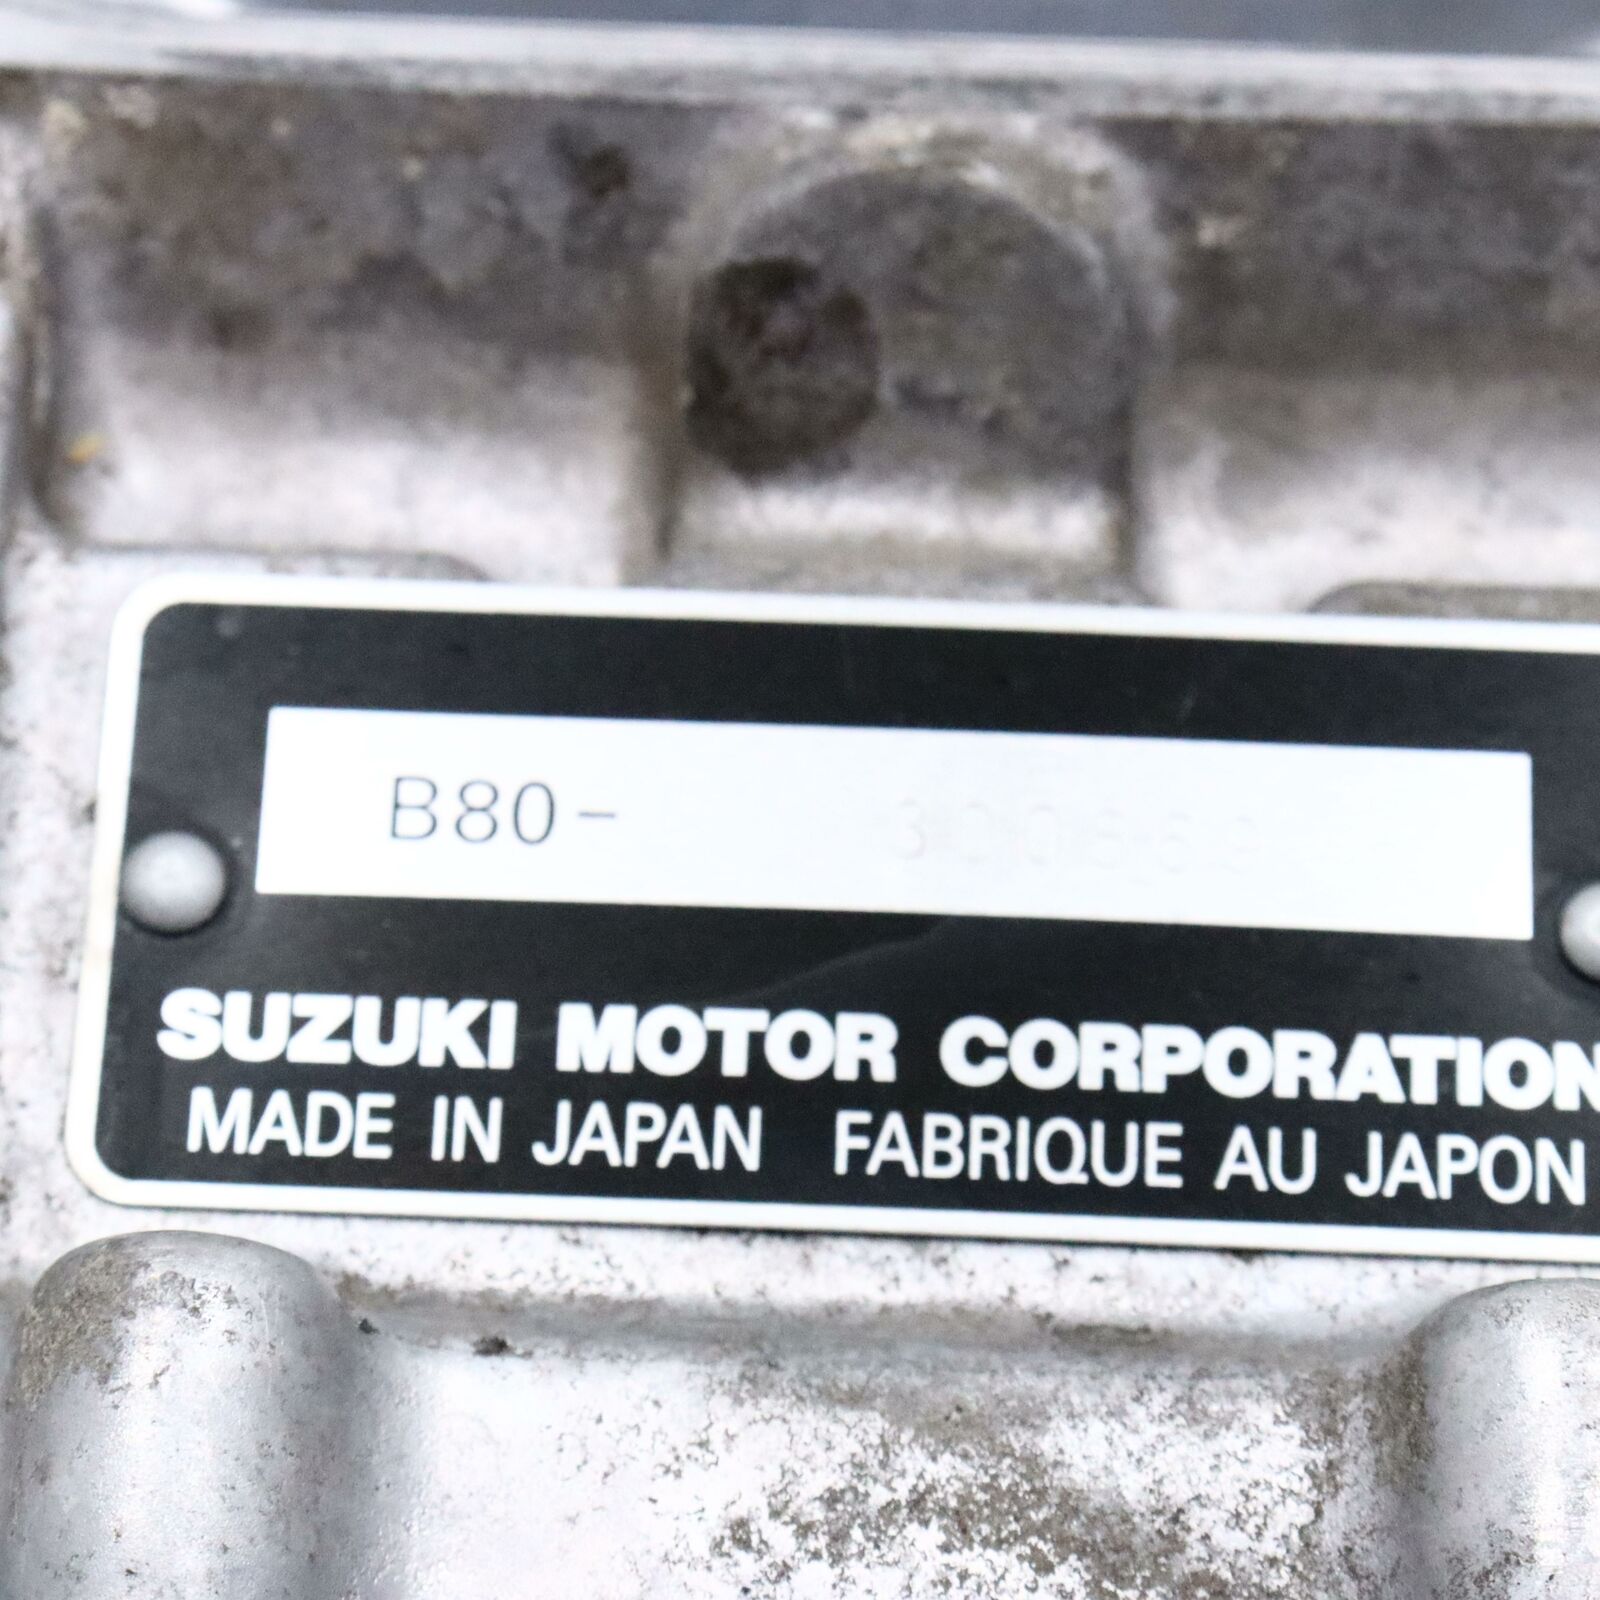 B80-
SUZUKI MOTOR CORPORATION
MADE IN JAPAN FABRIQUE AU JAPON